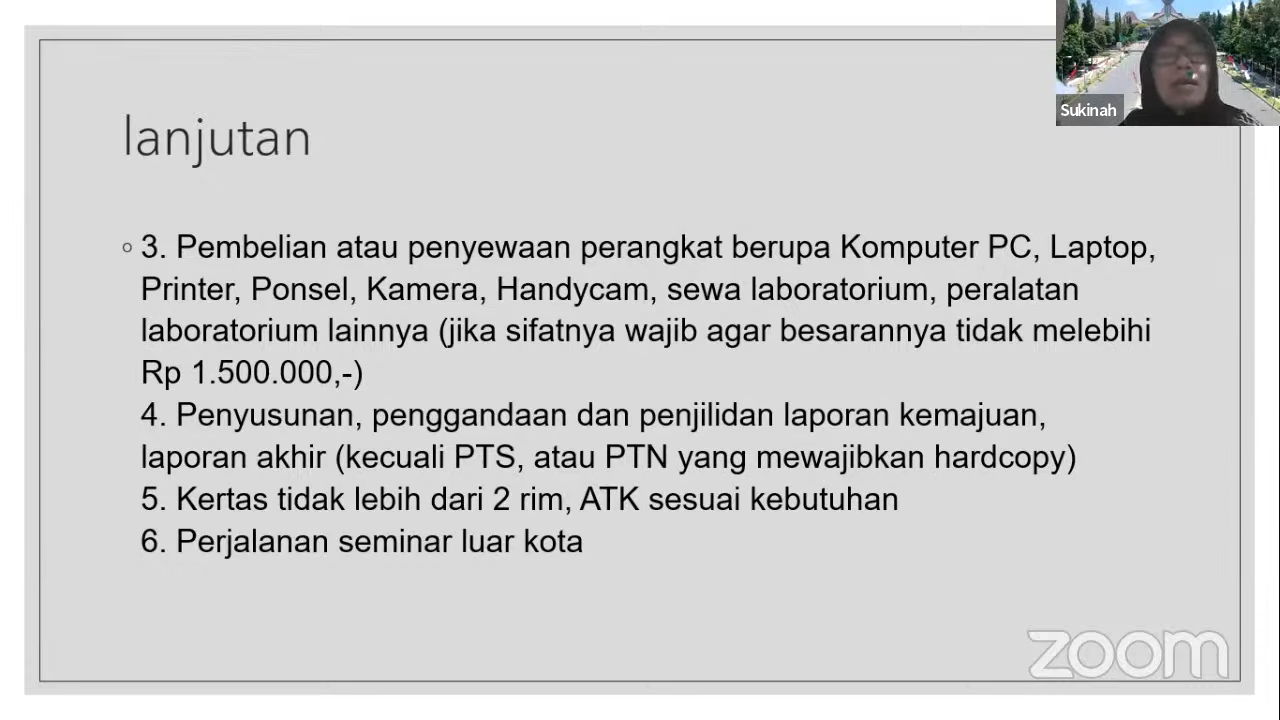 Sukinah
lanjutan
3. Pembelian atau penyewaan perangkat berupa Komputer PC, Laptop,
Printer, Ponsel, Kamera, Handycam, sewa laboratorium, peralatan
laboratorium lainnya (jika sifatnya wajib agar besarannya tidak melebihi
Rp 1.500.000,-)
4. Penyusunan, penggandaan dan penjilidan laporan kemajuan,
laporan akhir (kecuali PTS, atau PTN yang mewajibkan hardcopy)
5. Kertas tidak lebih dari 2 rim, ATK sesuai kebutuhan
6. Perjalanan seminar luar kota
zoom